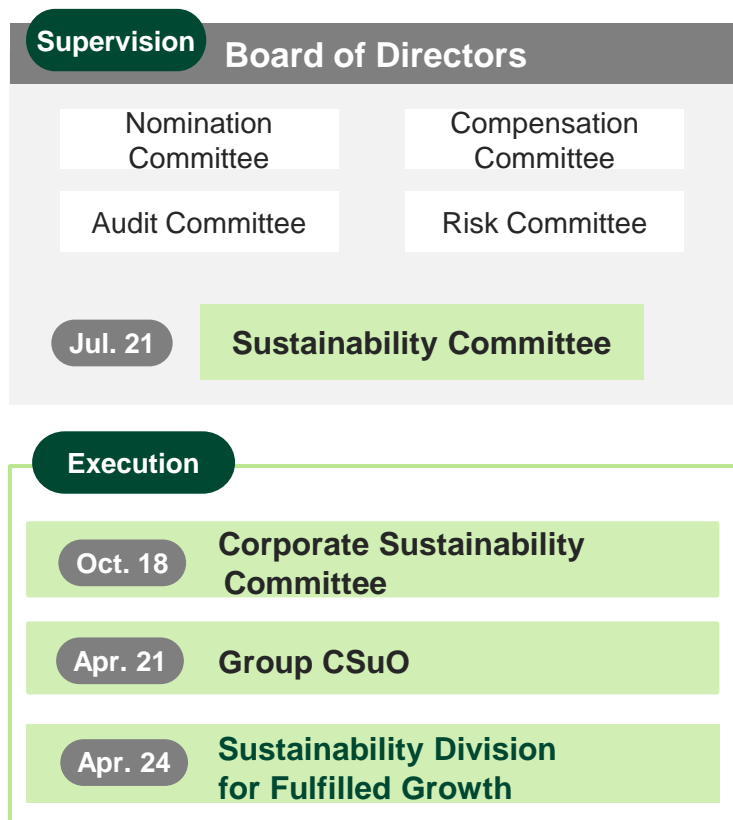 Supervision
Board of Directors
Nomination
Committee
Compensation
Committee
Audit Committee
Risk Committee
Jul. 21
Sustainability Committee
Execution
Oct. 18
Corporate Sustainability
Committee
Apr. 21
Group CSuO
Apr. 24
Sustainability Division
for Fulfilled Growth